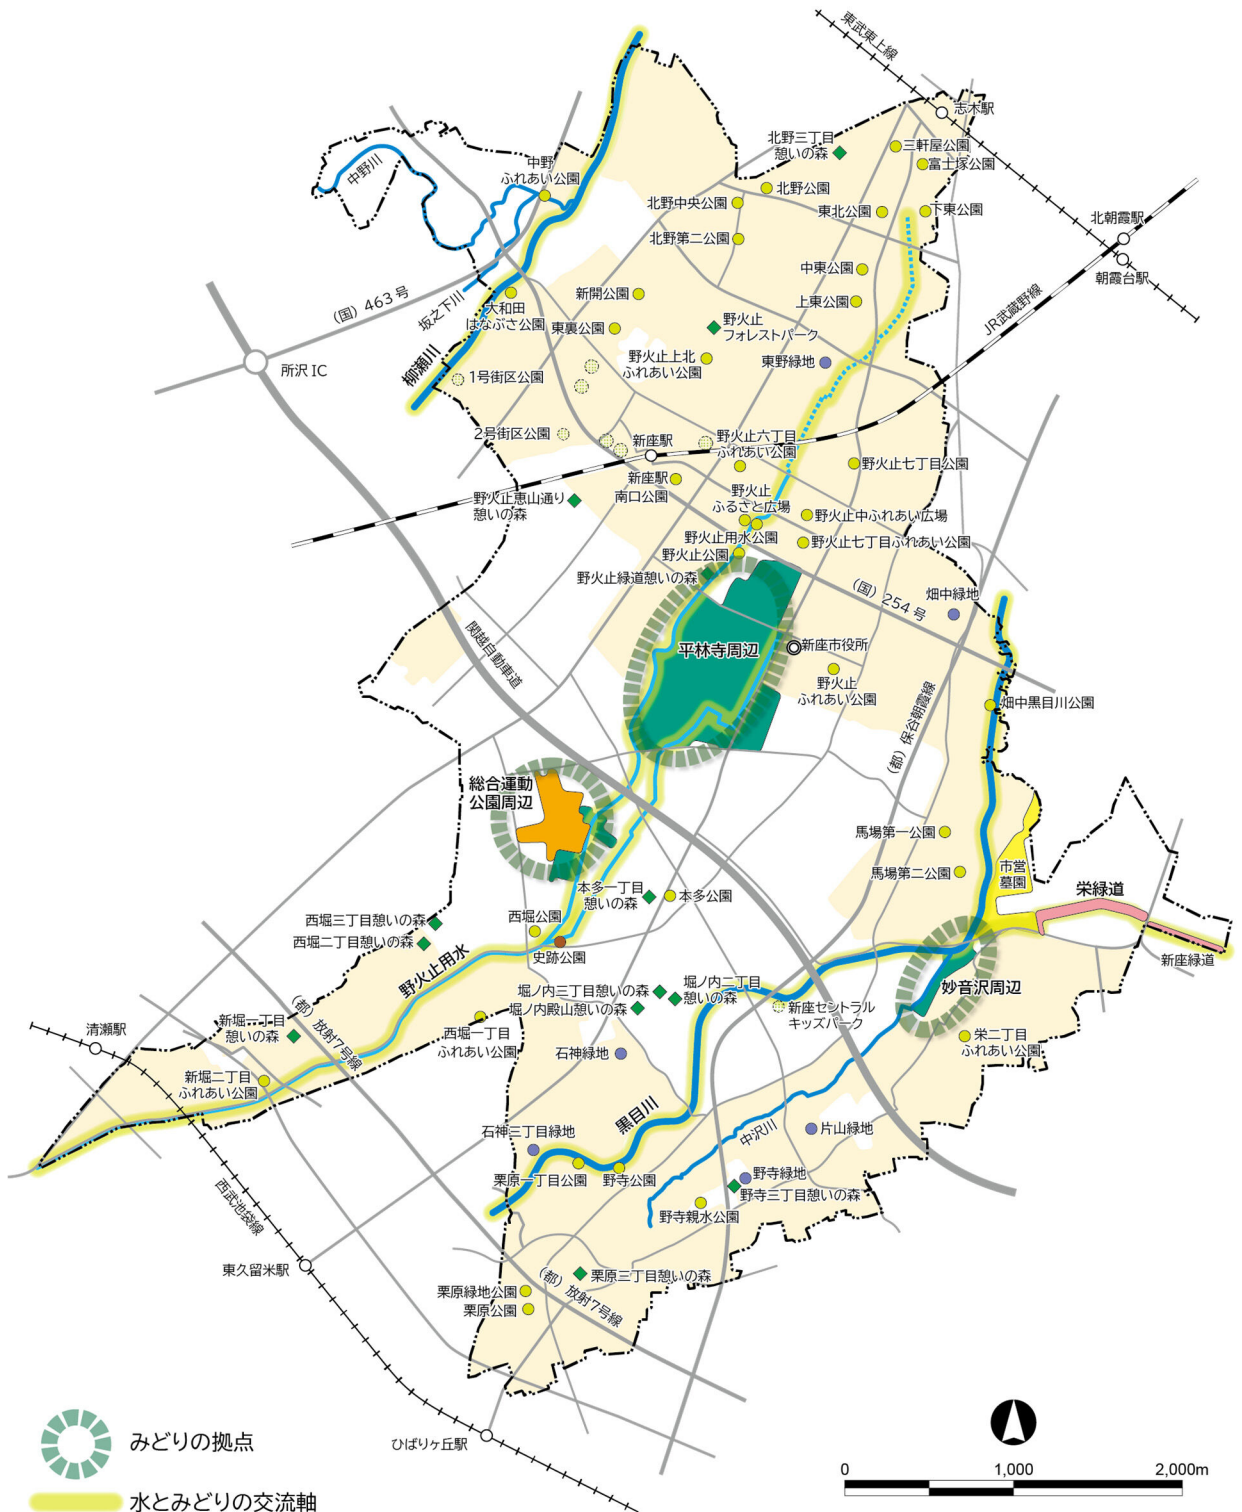 東武東上線
志木駅
北野三丁目
憩いの森
三軒屋公園
富士塚公園
中野川
中野
ふれあい公園
北野公園
北野中央公園
東北公園
下東公園
北朝霞駅
北野第二公園
朝霞台駅
中東公園
(国) 463 号
坂之下川
大和田
はなぶさ公園
新開公園
上東公園
JR武蔵野線
東裏公園
野火止
フォレストパーク
柳瀬川
野火止上北
ふれあい公園
東野緑地
所沢 IC
1号街区公園
2号街区公園
新座駅
野火止六丁目
ふれあい公園
野火止七丁目公園
新座駅
南口公園
野火止恵山通り
憩いの森
野火止
ふるさと広場
野火止中ふれあい広場
野火止用水公園
野火止七丁目ふれあい公園
野火止公園
野火止緑道憩いの森
(国) 254 号
畑中緑地
関越自動車道
平林寺周辺
新座市役所
野火止
ふれあい公園
(都) 保谷朝霞線
畑中黒目川公園
総合運動
公園周辺
馬場第一公園
馬場第二公園
市営
墓園
栄緑道
本多一丁目
憩いの森
本多公園
西堀三丁目憩いの森
西堀公園
西堀二丁目憩いの森
史跡公園
新座緑道
野火止用水
堀ノ内三丁目憩いの森
堀ノ内二丁目
憩いの森
妙音沢周辺
堀ノ内殿山憩いの森
新座セントラル
キッズパーク
(都) 放射7号線
清瀬駅
新堀一丁目
憩いの森
西堀一丁目
ふれあい公園
石神緑地
栄二丁目
ふれあい公園
新堀二丁目
ふれあい公園
黒目川
石神三丁目緑地
中沢川
片山緑地
栗原一丁目公園
野寺公園
野寺緑地
野寺三丁目憩いの森
西武池袋線
野寺親水公園
東久留米駅
栗原三丁目憩いの森
(都) 放射7号線
栗原緑地公園
栗原公園
みどりの拠点
ひばりヶ丘駅
0 1,000 2,000m
水とみどりの交流軸